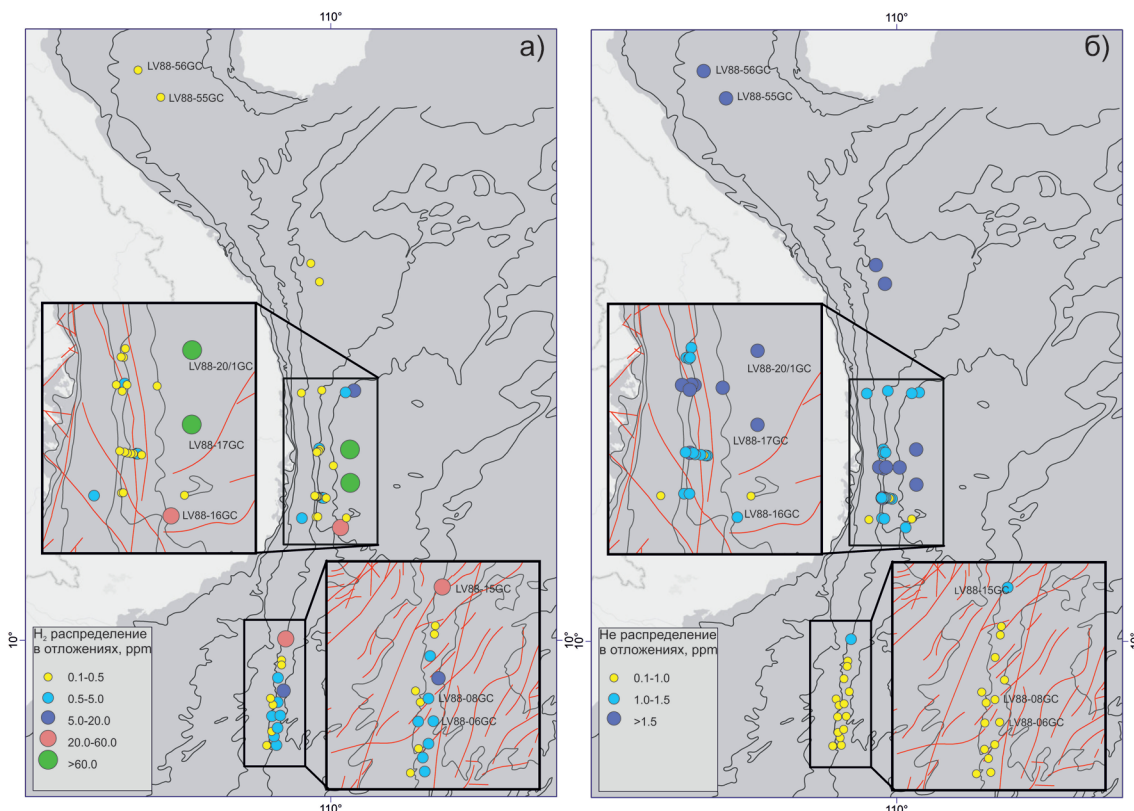 110°
110°
а)
б)
LV88-56GC
LV88-55GC
LV88-56GC
LV88-55GC
LV88-20/1GC
LV88-17GC
LV88-16GC
LV88-20/1GC
LV88-17GC
LV88-16GC
LV88-15GC
LV88-08GC
LV88-06GC
LV88-15GC
LV88-08GC
LV88-06GC
10°
10°
10°
H₂ распределение
в отложениях, ppm
0.1-0.5
0.5-5.0
5.0-20.0
20.0-60.0
>60.0
He распределение
в отложениях, ppm
0.1-1.0
1.0-1.5
>1.5
110°
110°